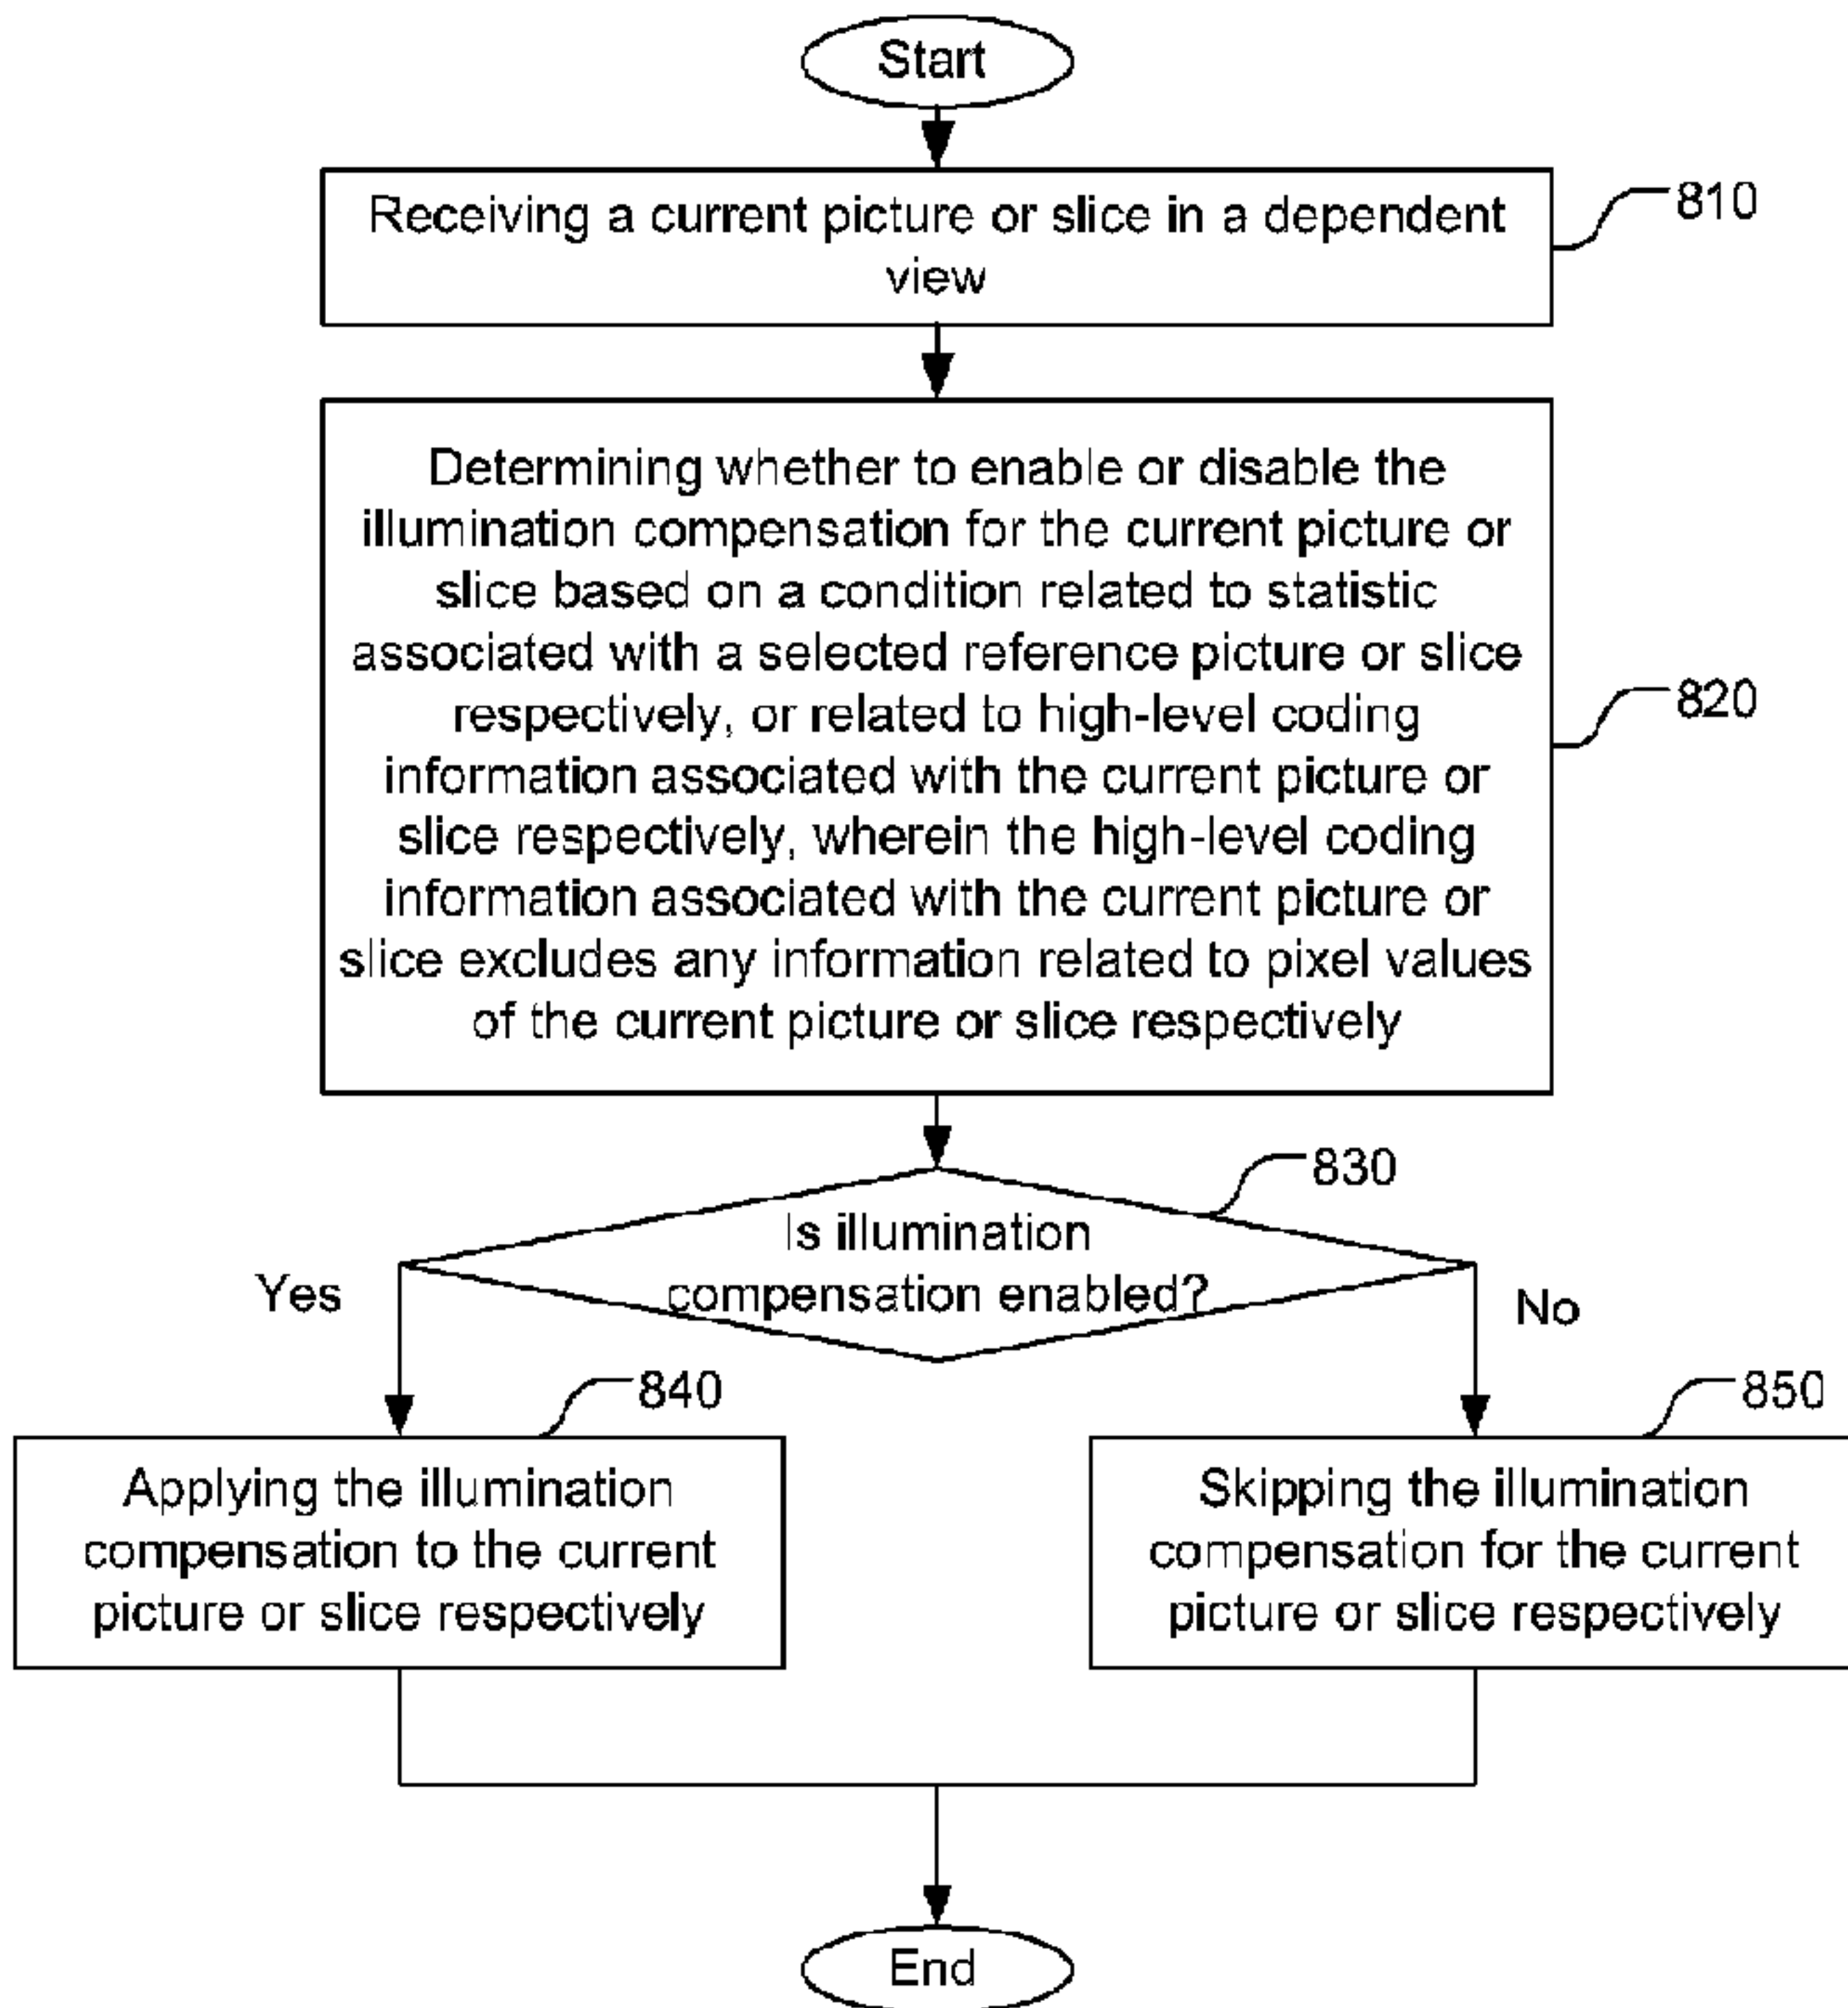 Start
Receiving a current picture or slice in a dependent
view
810
Determining whether to enable or disable the
illumination compensation for the current picture or
slice based on a condition related to statistic
associated with a selected reference picture or slice
respectively, or related to high-level coding
information associated with the current picture or
slice respectively, wherein the high-level coding
information associated with the current picture or
slice excludes any information related to pixel values
of the current picture or slice respectively
820
830
Is illumination
compensation enabled?
Yes
No
840
850
Applying the illumination
compensation to the current
picture or slice respectively
Skipping the illumination
compensation for the current
picture or slice respectively
End